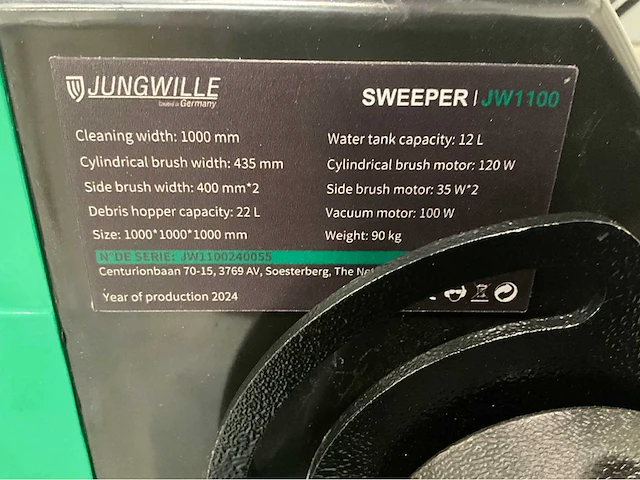 JUNGWILLE
Created in Germany
SWEEPER | JW1100
Cleaning width: 1000 mm
Cylindrical brush width: 435 mm
Side brush width: 400 mm*2
Debris hopper capacity: 22 L
Size: 1000*1000*1000 mm
Water tank capacity: 12 L
Cylindrical brush motor: 120 W
Side brush motor: 35 W*2
Vacuum motor: 100 W
Weight: 90 kg
N°DE SERIE: JW1100240055
Centurionbaan 70-15, 3769 AV, Soesterberg, The
Year of production 2024